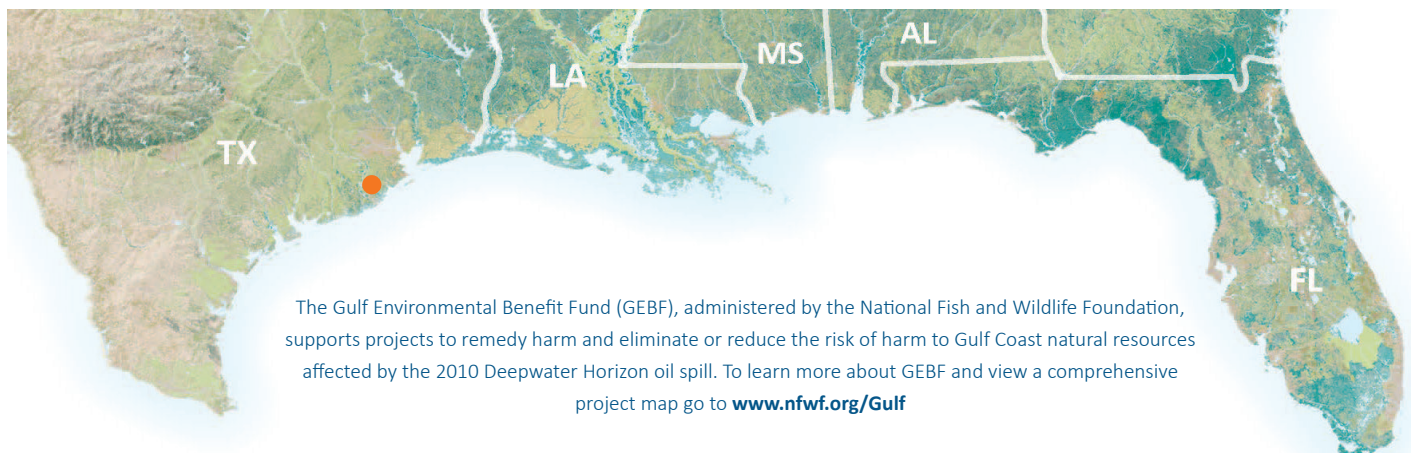 AL
MS
LA
TX
FL
The Gulf Environmental Benefit Fund (GEBF), administered by the National Fish and Wildlife Foundation,
supports projects to remedy harm and eliminate or reduce the risk of harm to Gulf Coast natural resources
affected by the 2010 Deepwater Horizon oil spill. To learn more about GEBF and view a comprehensive
project map go to www.nfwf.org/Gulf